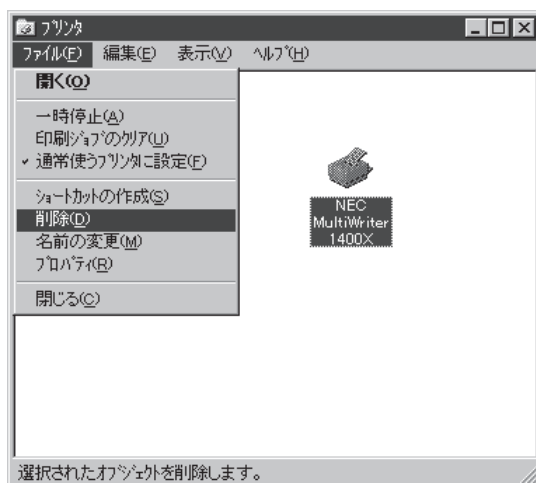 ﾌﾟﾘﾝﾀ
ﾌｧｲﾙ(F) 編集(E) 表示(V) ﾍﾙﾌﾟ(H)
開く(O)
一時停止(A)
印刷ｼﾞｮﾌﾞのｸﾘｱ(U)
✓ 通常使うﾌﾟﾘﾝﾀに設定(F)
ｼｮｰﾄｶｯﾄの作成(S)
削除(D)
名前の変更(M)
ﾌﾟﾛﾊﾟﾃｨ(R)
閉じる(C)
NEC
MultiWriter
1400X
選択されたｵﾌﾞｼﾞｪｸﾄを削除します。